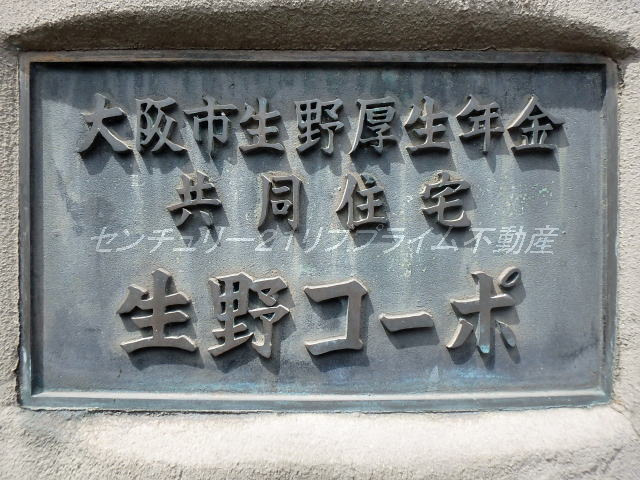 大阪市生野厚生年金
共同住宅
センチュリー21リブプライム不動産
生野コーポ